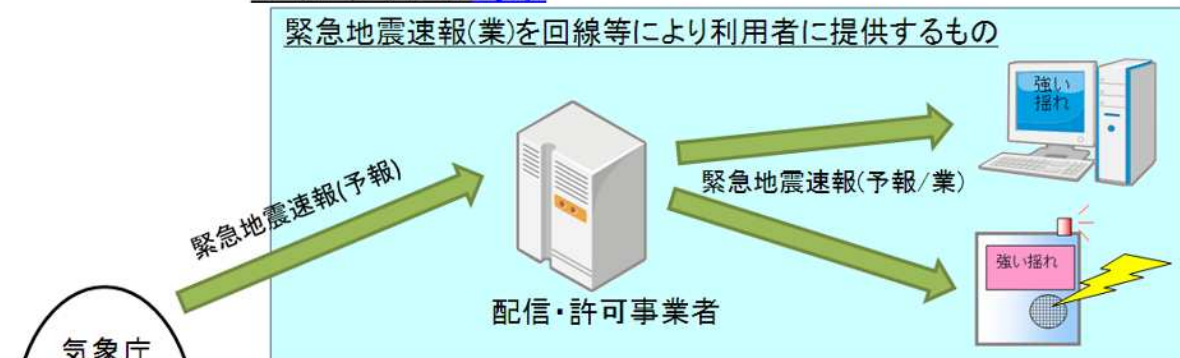 緊急地震速報(業)を回線等により利用者に提供するもの
強い
揺れ
緊急地震速報(予報)
緊急地震速報(予報/業)
強い揺れ
配信・許可事業者
気象庁